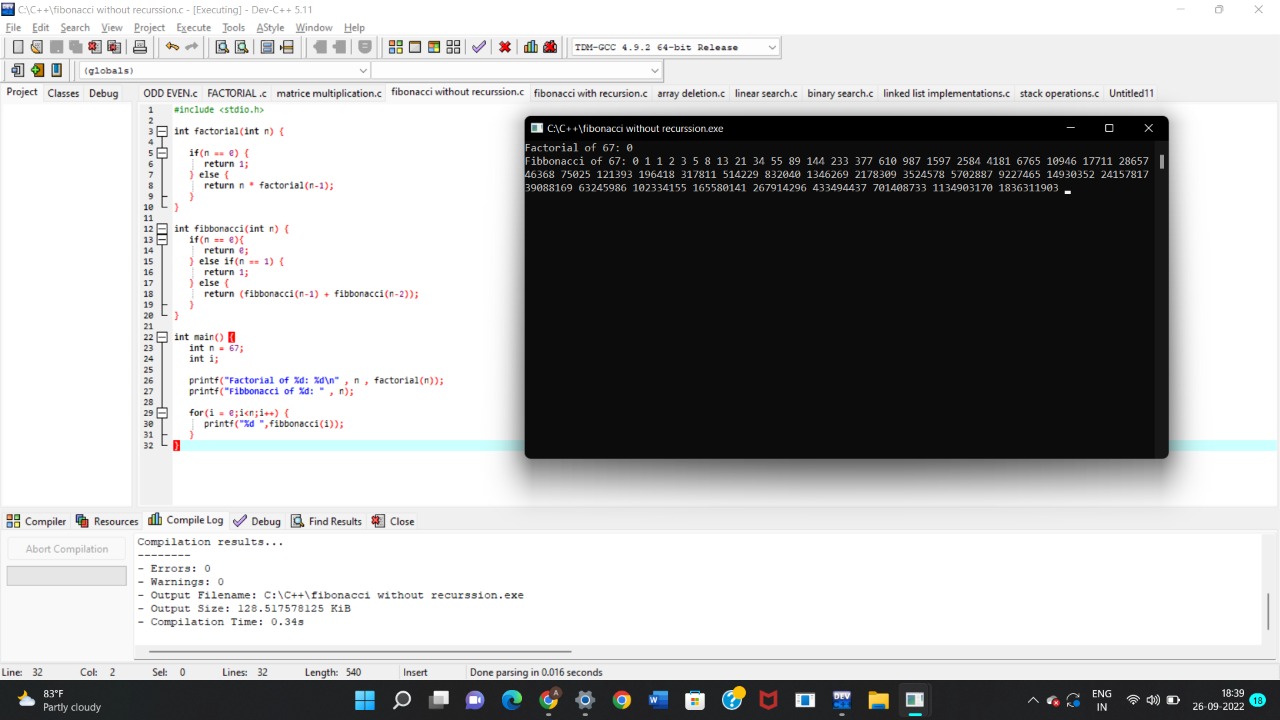 C:\C++\fibonacci without recurssion.c - [Executing] - Dev-C++ 5.11
File Edit Search View Project Execute Tools AStyle Window Help
TDM-GCC 4.9.2 64-bit Release
(globals)
Project Classes Debug
ODD EVEN.c FACTORIAL .c matrice multiplication.c fibonacci without recurssion.c fibonacci with recursion.c array deletion.c linear search.c binary search.c linked list implementations.c stack operations.c Untitled11
1 #include <stdio.h>
2
3 int factorial(int n) {
4
5 if(n == 0) {
6 return 1;
7 } else {
8 return n * factorial(n-1);
9 }
10 }
11
12 int fibbonacci(int n) {
13 if(n == 0){
14 return 0;
15 } else if(n == 1) {
16 return 1;
17 } else {
18 return (fibbonacci(n-1) + fibbonacci(n-2));
19 }
20 }
21
22 int main() {
23 int n = 67;
24 int i;
25
26 printf("Factorial of %d: %d\n" , n , factorial(n));
27 printf("Fibbonacci of %d: " , n);
28
29 for(i = 0;i<n;i++) {
30 printf("%d ",fibbonacci(i));
31 }
32 }
C:\C++\fibonacci without recurssion.exe
Factorial of 67: 0
Fibbonacci of 67: 0 1 1 2 3 5 8 13 21 34 55 89 144 233 377 610 987 1597 2584 4181 6765 10946 17711 28657
46368 75025 121393 196418 317811 514229 832040 1346269 2178309 3524578 5702887 9227465 14930352 24157817
39088169 63245986 102334155 165580141 267914296 433494437 701408733 1134903170 1836311903
Compiler Resources Compile Log Debug Find Results Close
Abort Compilation
Compilation results...
--------
- Errors: 0
- Warnings: 0
- Output Filename: C:\C++\fibonacci without recurssion.exe
- Output Size: 128.517578125 KiB
- Compilation Time: 0.34s
Line: 32 Col: 2 Sel: 0 Lines: 32 Length: 540 Insert Done parsing in 0.016 seconds
83°F
Partly cloudy
ENG
IN
18:39
26-09-2022
18